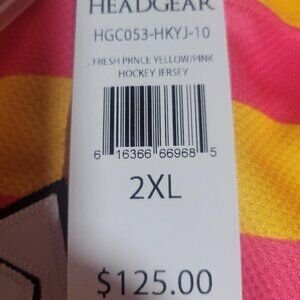 HEADGEAR
HGC053-HKYJ-10
FRESH PRNCE YELLOW/PINK
HOCKEY JERSEY
6 16366 66968 5
2XL
$125.00